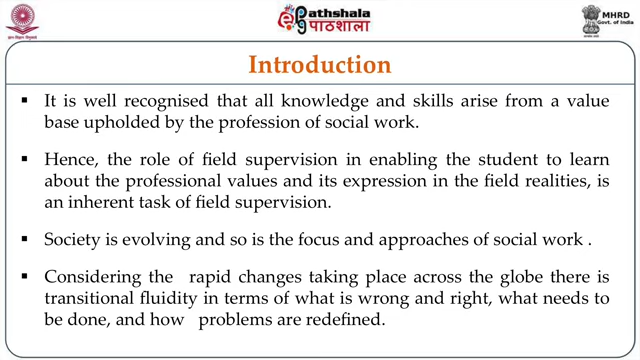 ePathshala
पाठशाला
MHRD
Govt. of India
Introduction
▪ It is well recognised that all knowledge and skills arise from a value
base upholded by the profession of social work.
▪ Hence, the role of field supervision in enabling the student to learn
about the professional values and its expression in the field realities, is
an inherent task of field supervision.
▪ Society is evolving and so is the focus and approaches of social work .
▪ Considering the   rapid changes taking place across the globe there is
transitional fluidity in terms of what is wrong and right, what needs to
be done, and how   problems are redefined.